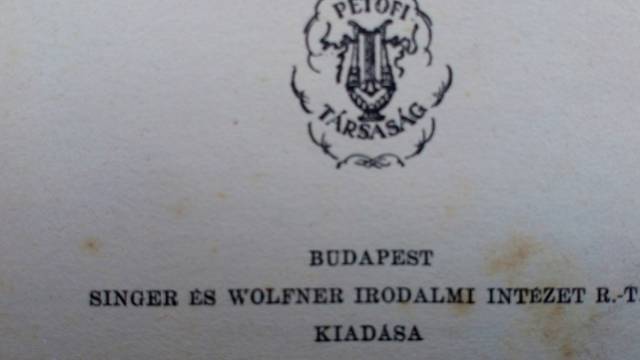 PETŐFI
TÁRSASÁG
BUDAPEST
SINGER ÉS WOLFNER IRODALMI INTÉZET R.-T
KIADÁSA